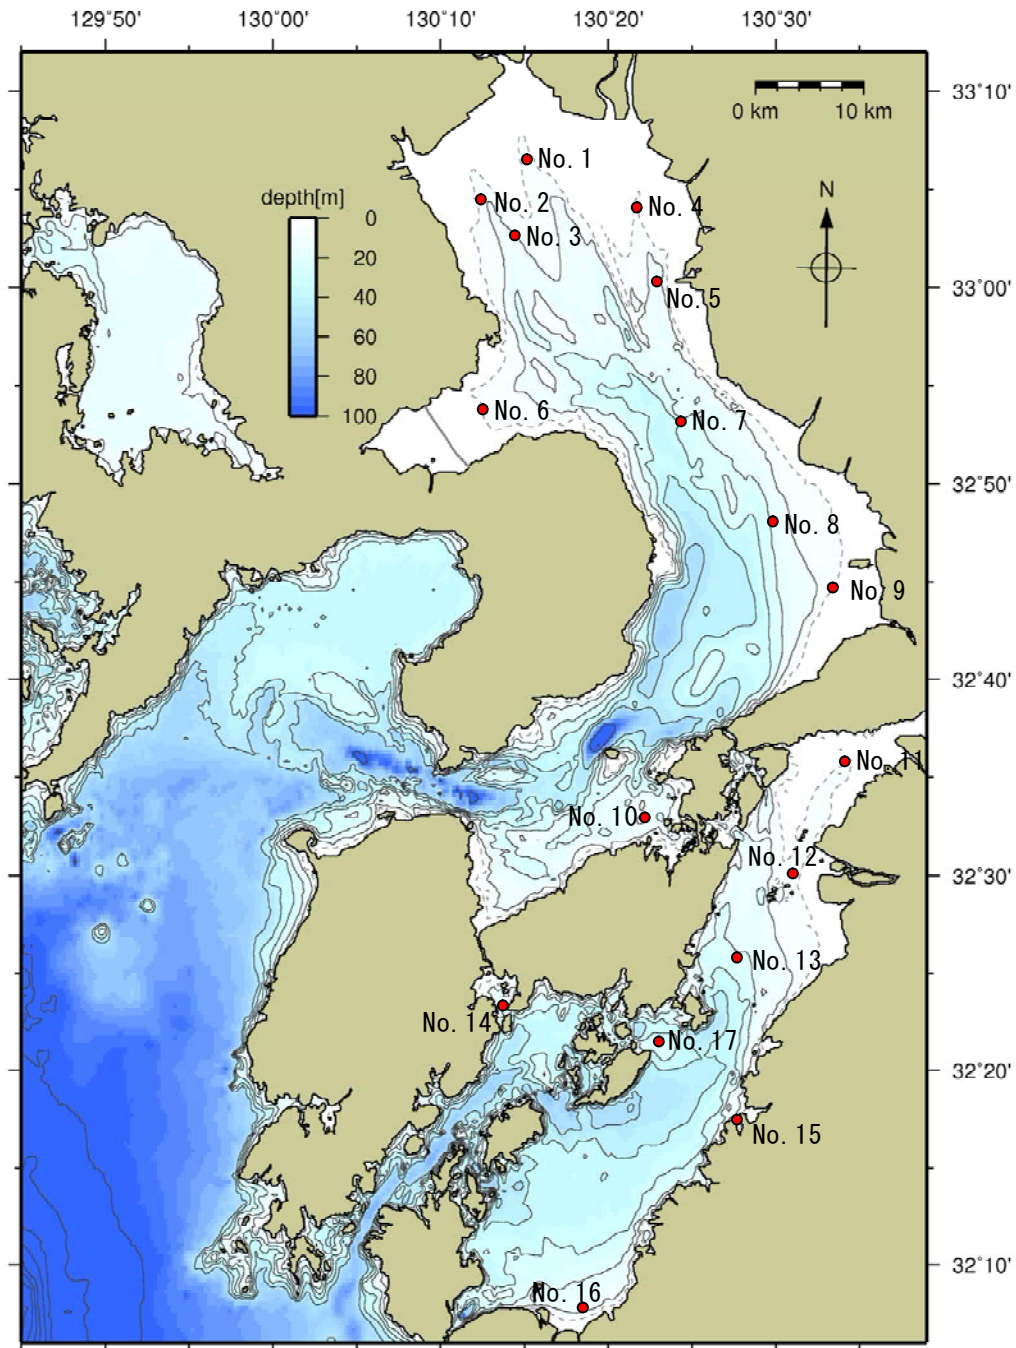 129°50' 130°00' 130°10' 130°20' 130°30'
33°10'
0 km 10 km
No. 1
N
depth[m]
No. 2
No. 4
0
No. 3
20
40
33°00'
No. 5
60
80
100
No. 6
No. 7
32°50'
No. 8
No. 9
32°40'
No. 11
No. 10
No. 12
32°30'
No. 13
No. 14
No. 17
32°20'
No. 15
32°10'
No. 16